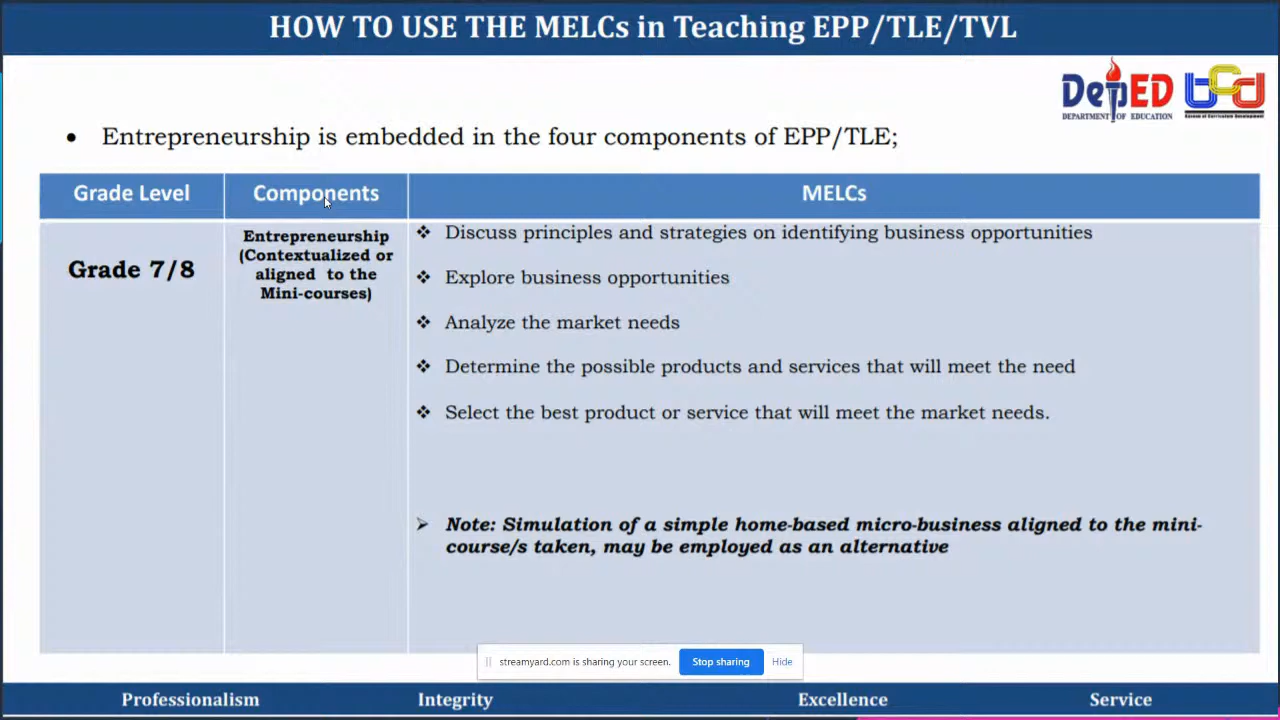 HOW TO USE THE MELCs in Teaching EPP/TLE/TVL
DepED
DEPARTMENT OF EDUCATION
bcd
Bureau of Curriculum Development
• Entrepreneurship is embedded in the four components of EPP/TLE;
Grade Level
Components
MELCs
Grade 7/8
Entrepreneurship
(Contextualized or
aligned to the
Mini-courses)
❖ Discuss principles and strategies on identifying business opportunities
❖ Explore business opportunities
❖ Analyze the market needs
❖ Determine the possible products and services that will meet the need
❖ Select the best product or service that will meet the market needs.
➢ Note: Simulation of a simple home-based micro-business aligned to the mini-
course/s taken, may be employed as an alternative
streamyard.com is sharing your screen.
Stop sharing
Hide
Professionalism
Integrity
Excellence
Service